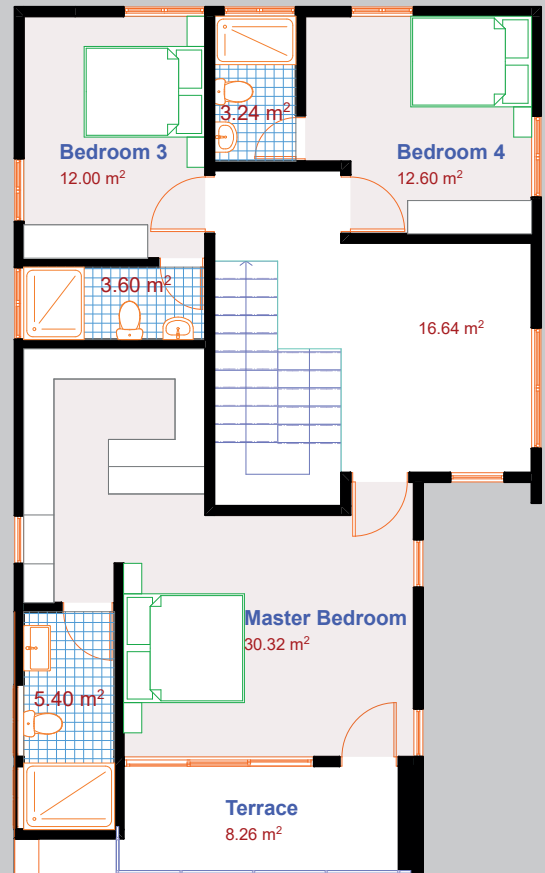 3.24 m²
Bedroom 3
12.00 m²
Bedroom 4
12.60 m²
3.60 m²
16.64 m²
Master Bedroom
30.32 m²
5.40 m²
Terrace
8.26 m²